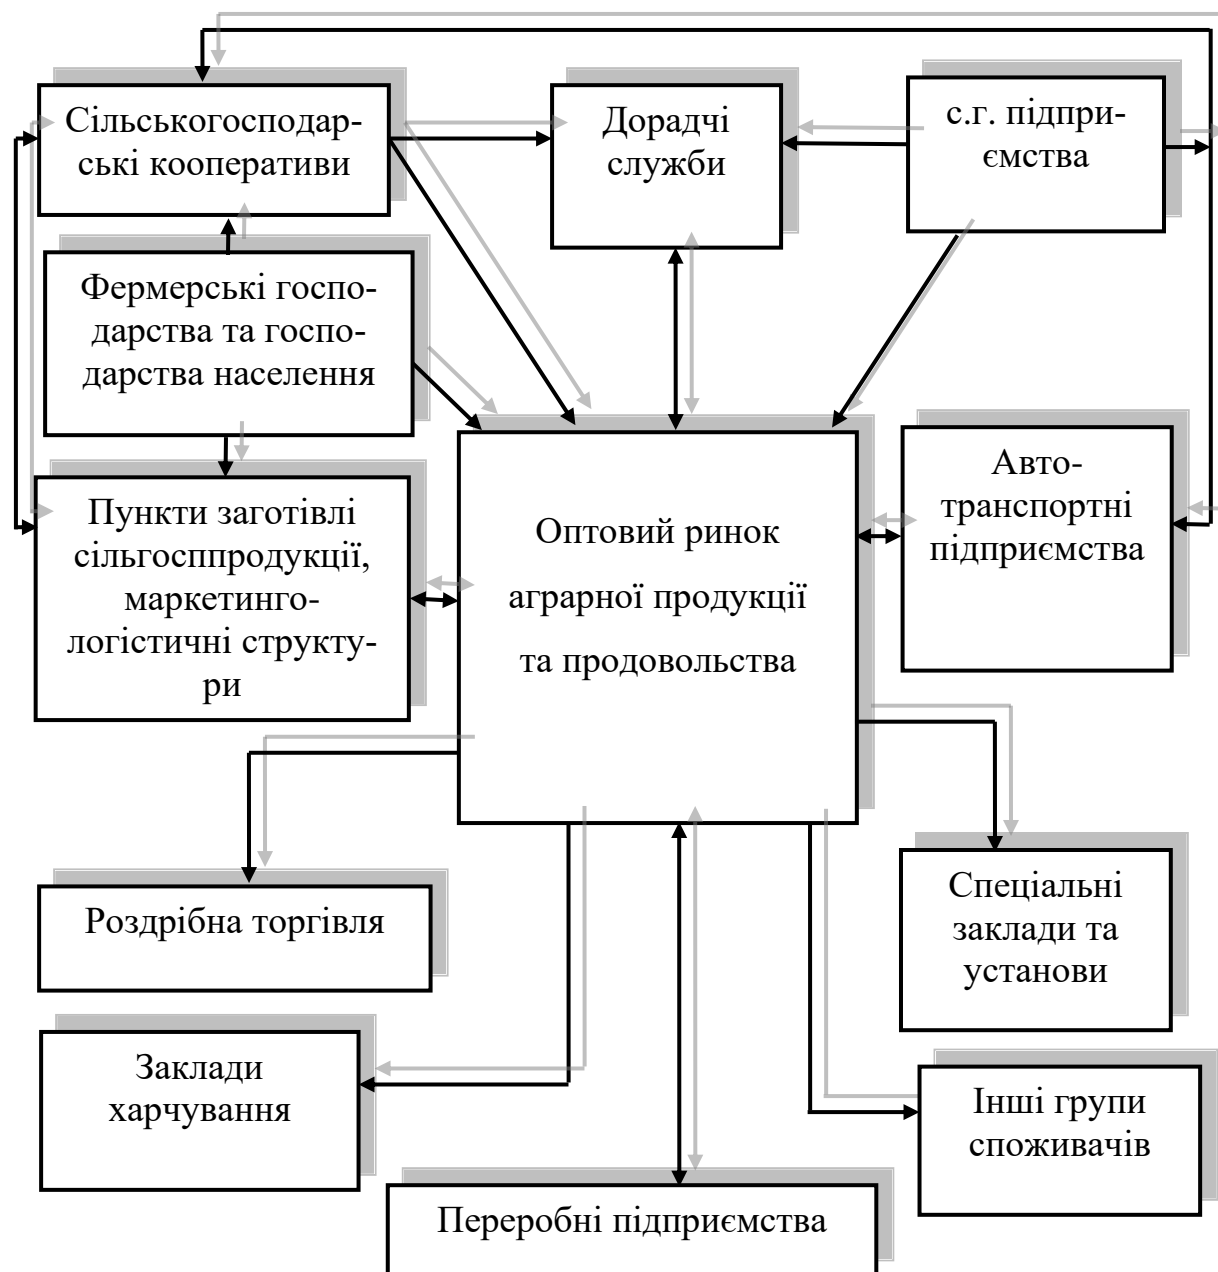 Сільськогосподар-
ські кооперативи
Дорадчі
служби
с.г. підпри-
ємства
Фермерські госпо-
дарства та госпо-
дарства населення
Пункти заготівлі
сільгосппродукції,
маркетинго-
логістичні структу-
ри
Оптовий ринок
аграрної продукції
та продовольства
Авто-
транспортні
підприємства
Роздрібна торгівля
Спеціальні
заклади та
установи
Заклади
харчування
Інші групи
споживачів
Переробні підприємства